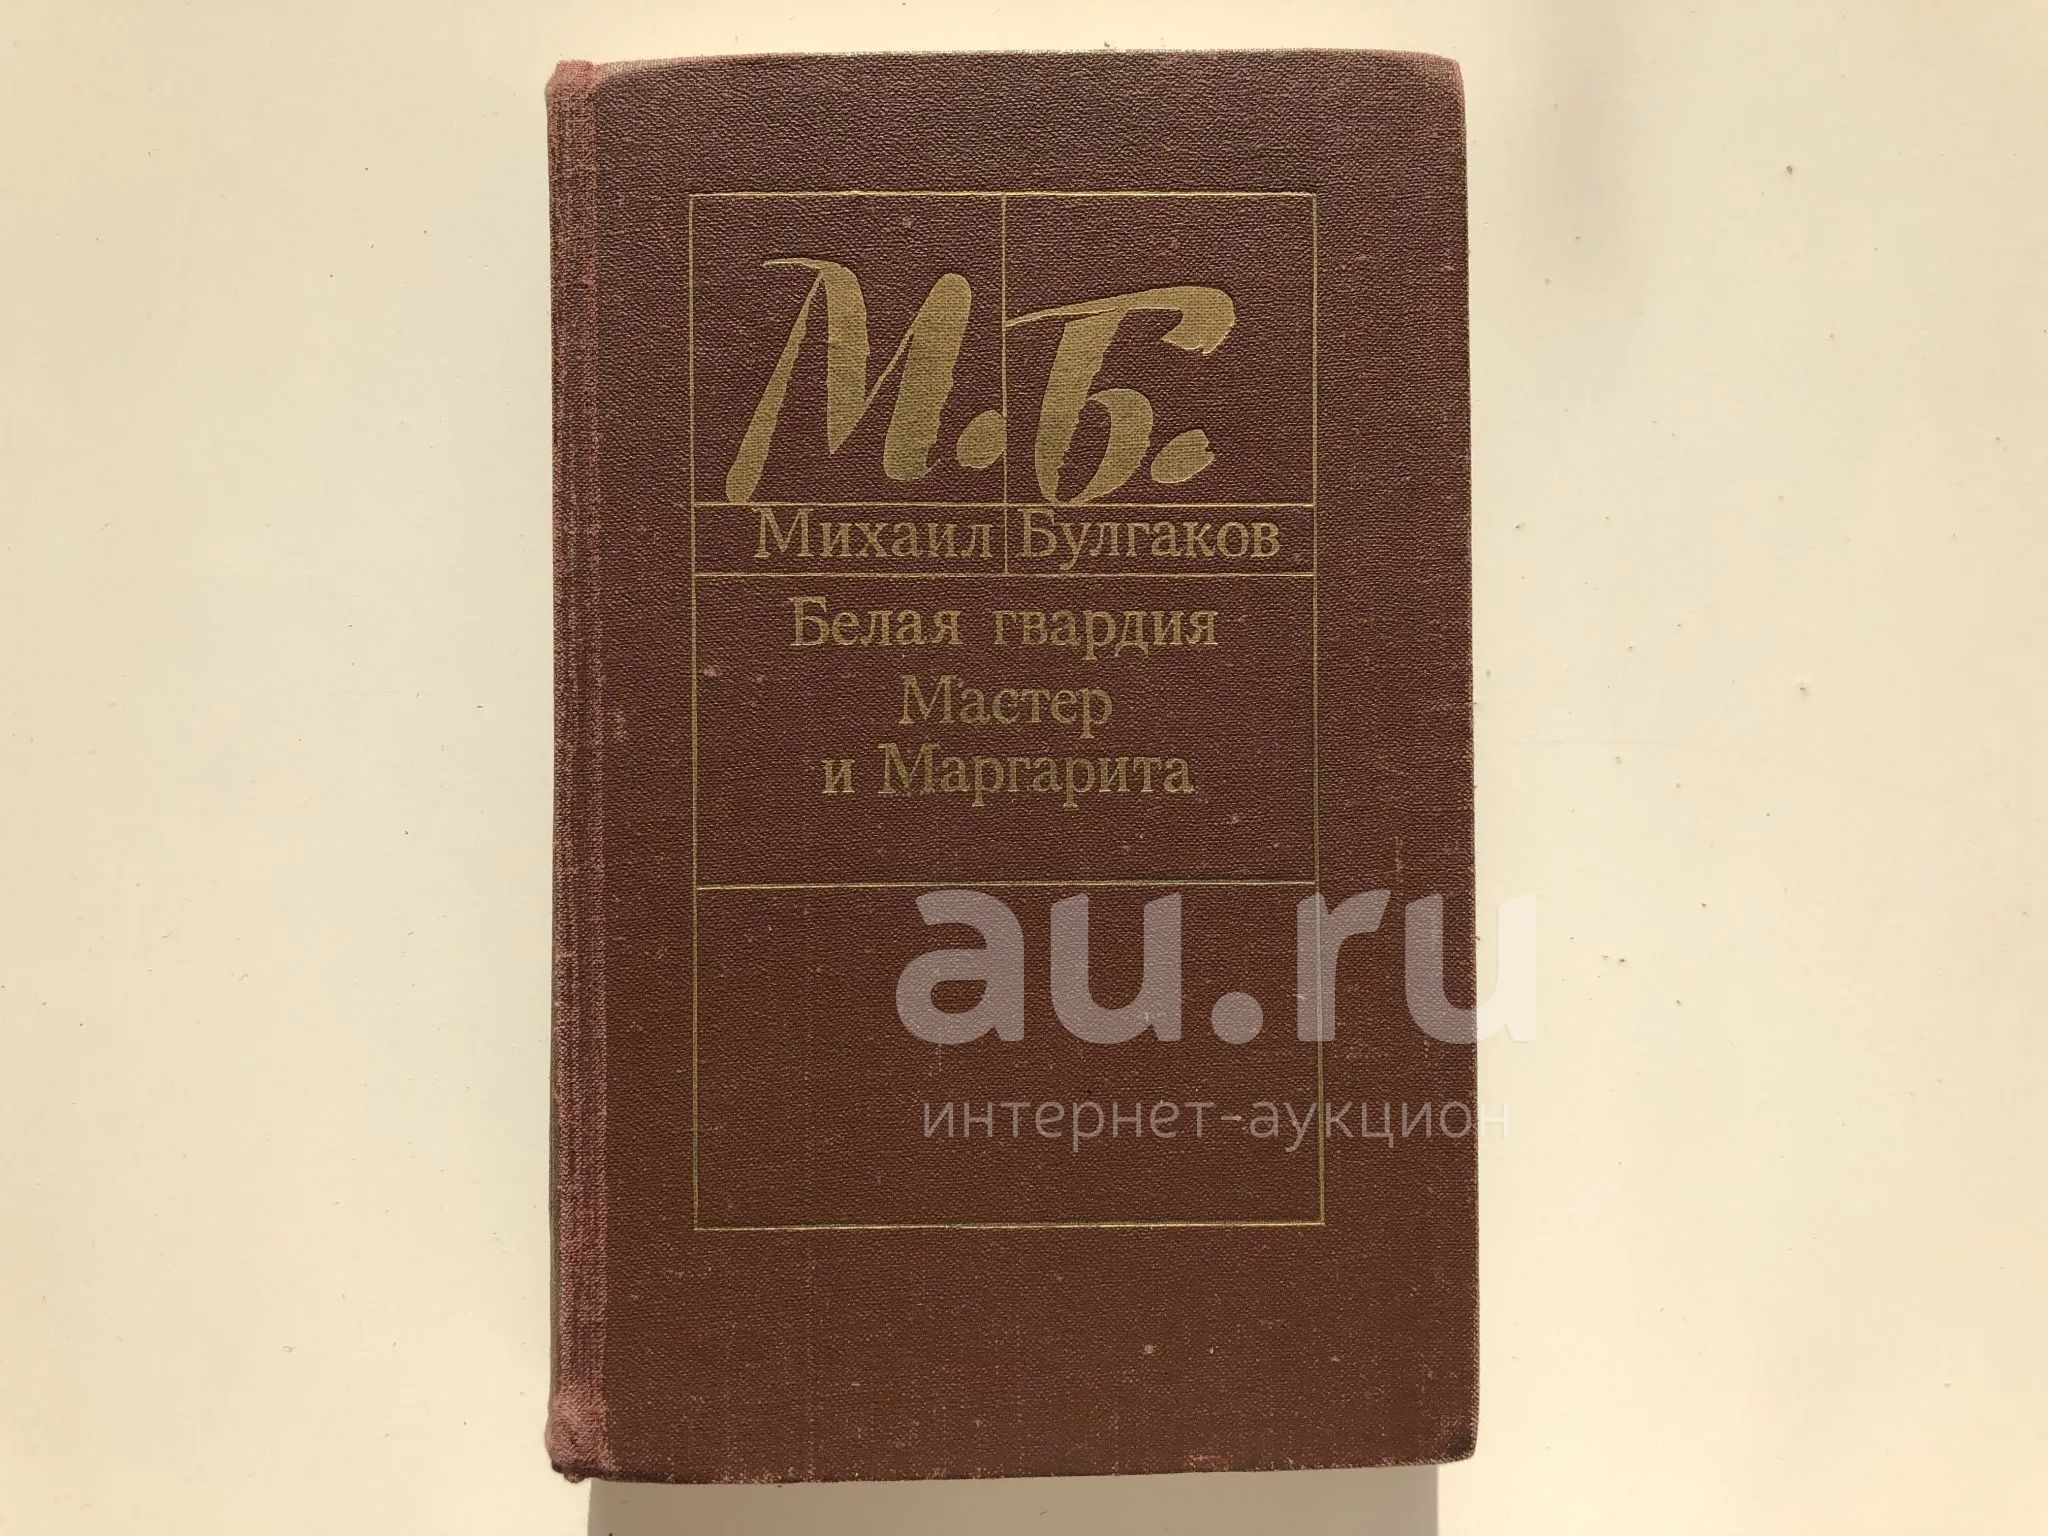 М.Б.
Михаил Булгаков
Белая гвардия
Мастер
и Маргарита
au.ru
интернет-аукцион